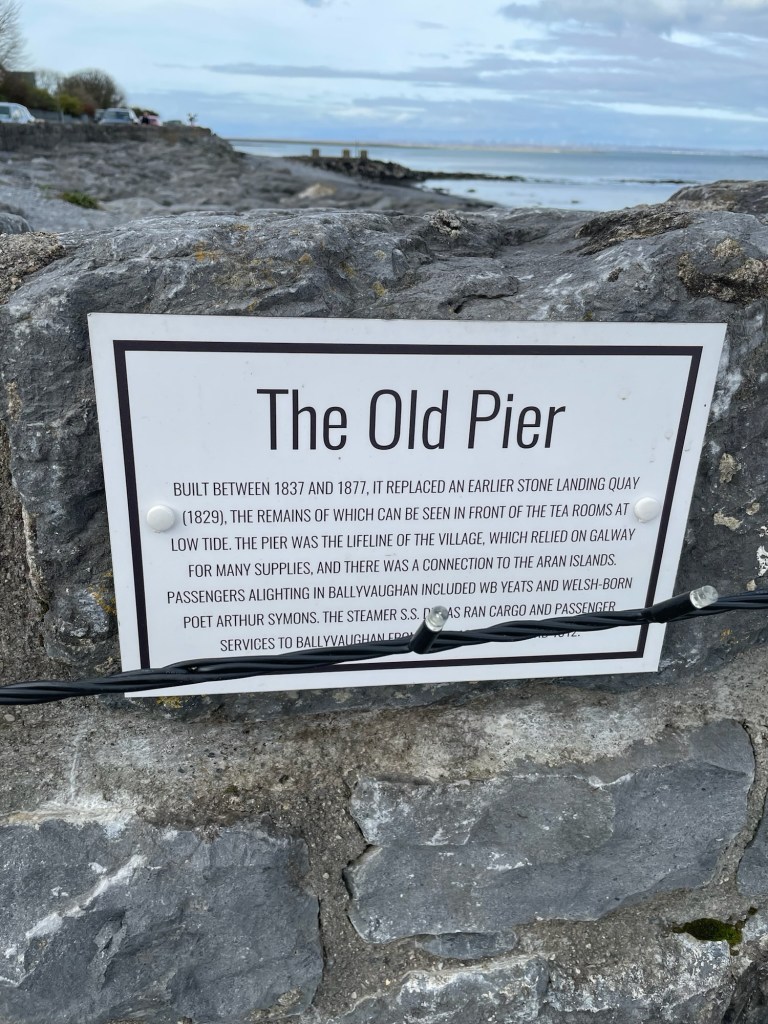 The Old Pier
BUILT BETWEEN 1837 AND 1877, IT REPLACED AN EARLIER STONE LANDING QUAY
(1829), THE REMAINS OF WHICH CAN BE SEEN IN FRONT OF THE TEA ROOMS AT
LOW TIDE. THE PIER WAS THE LIFELINE OF THE VILLAGE, WHICH RELIED ON GALWAY
FOR MANY SUPPLIES, AND THERE WAS A CONNECTION TO THE ARAN ISLANDS.
PASSENGERS ALIGHTING IN BALLYVAUGHAN INCLUDED WB YEATS AND WELSH-BORN
POET ARTHUR SYMONS. THE STEAMER S.S. RAN CARGO AND PASSENGER
SERVICES TO BALLYVAUGHAN